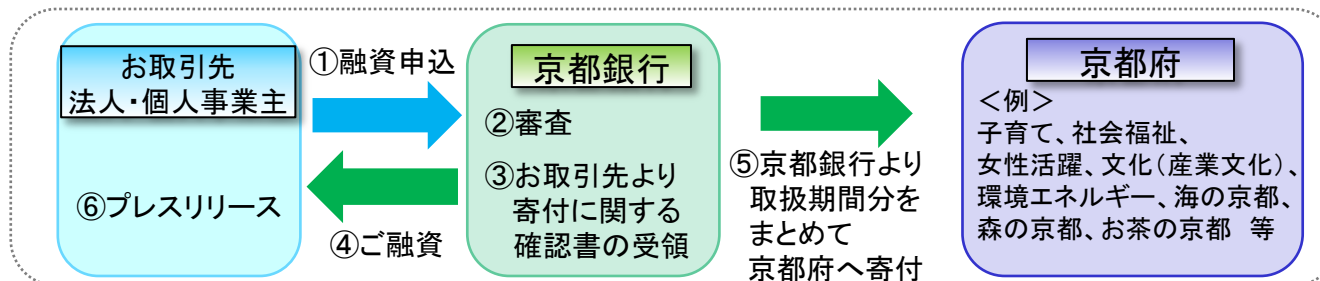 お取引先
法人・個人事業主
⑥プレスリリース
①融資申込
④ご融資
京都銀行
②審査
③お取引先より
寄付に関する
確認書の受領
⑤京都銀行より
取扱期間分を
まとめて
京都府へ寄付
京都府
＜例＞
子育て、社会福祉、
女性活躍、文化(産業文化)、
環境エネルギー、海の京都、
森の京都、お茶の京都　等